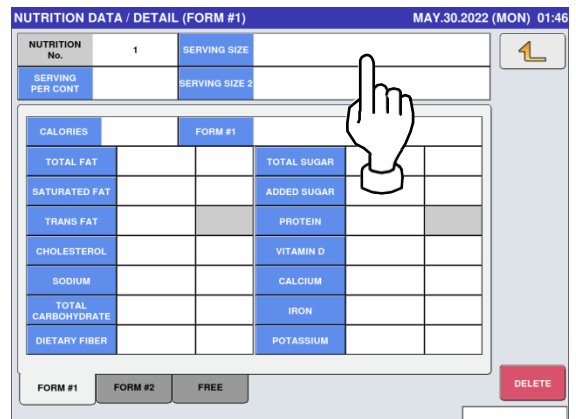 NUTRITION DATA / DETAIL (FORM #1) MAY.30.2022 (MON) 01:46
NUTRITION No. 1 SERVING SIZE
SERVING PER CONT SERVING SIZE 2
CALORIES FORM #1
TOTAL FAT TOTAL SUGAR
SATURATED FAT ADDED SUGAR
TRANS FAT PROTEIN
CHOLESTEROL VITAMIN D
SODIUM CALCIUM
TOTAL CARBOHYDRATE IRON
DIETARY FIBER POTASSIUM
FORM #1 FORM #2 FREE DELETE